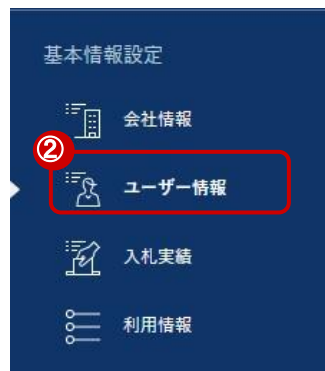 基本情報設定
会社情報
②
ユーザー情報
入札実績
利用情報